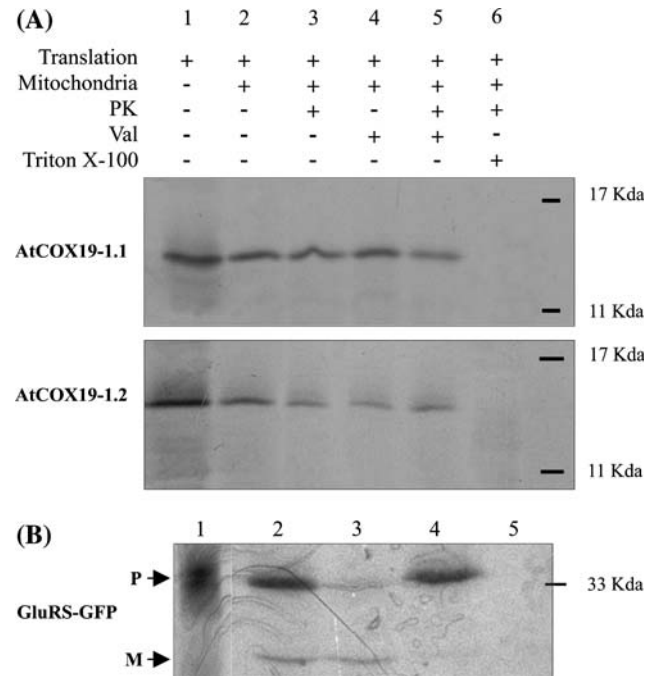 (A) 1 2 3 4 5 6
Translation + + + + + +
Mitochondria - + + + + +
PK - - + - + +
Val - - - + + -
Triton X-100 - - - - - +
17 Kda
AtCOX19-1.1
11 Kda
17 Kda
AtCOX19-1.2
11 Kda
(B) 1 2 3 4 5
P
33 Kda
GluRS-GFP
M